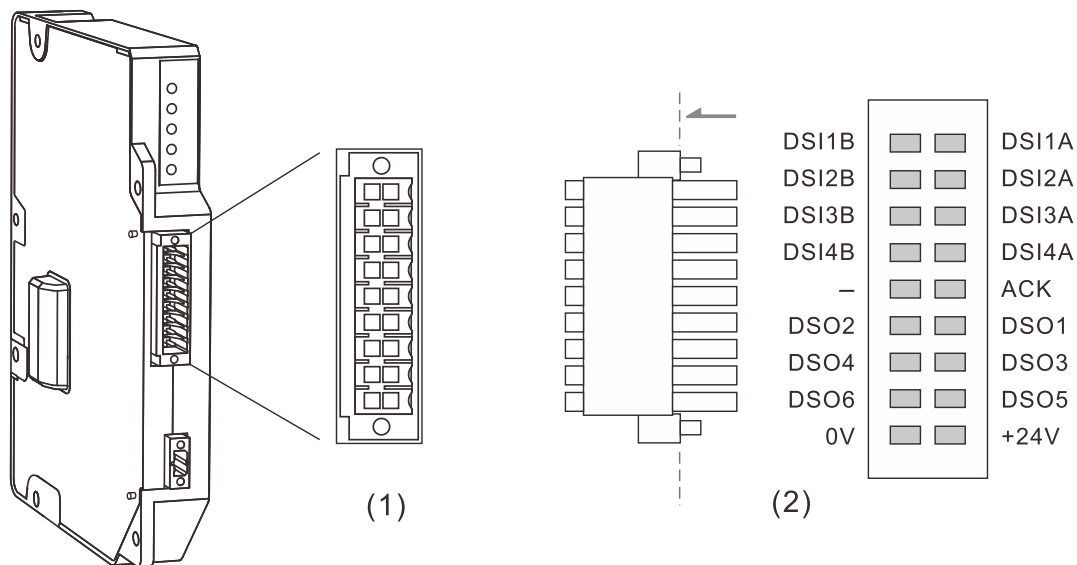 DSI1B DSI1A
DSI2B DSI2A
DSI3B DSI3A
DSI4B DSI4A
– ACK
DSO2 DSO1
DSO4 DSO3
DSO6 DSO5
0V +24V
(1)
(2)